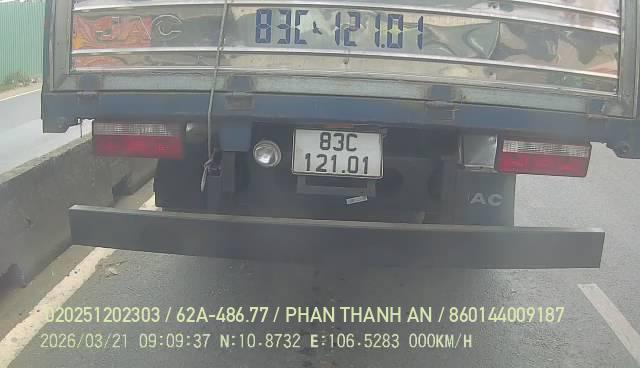 JAC
83C-121.01
83C
121.01
AC
020251202303 / 62A-486.77 / PHAN THANH AN / 860144009187
2026/03/21 09:09:37 N:10.8732 E:106.5283 000KM/H